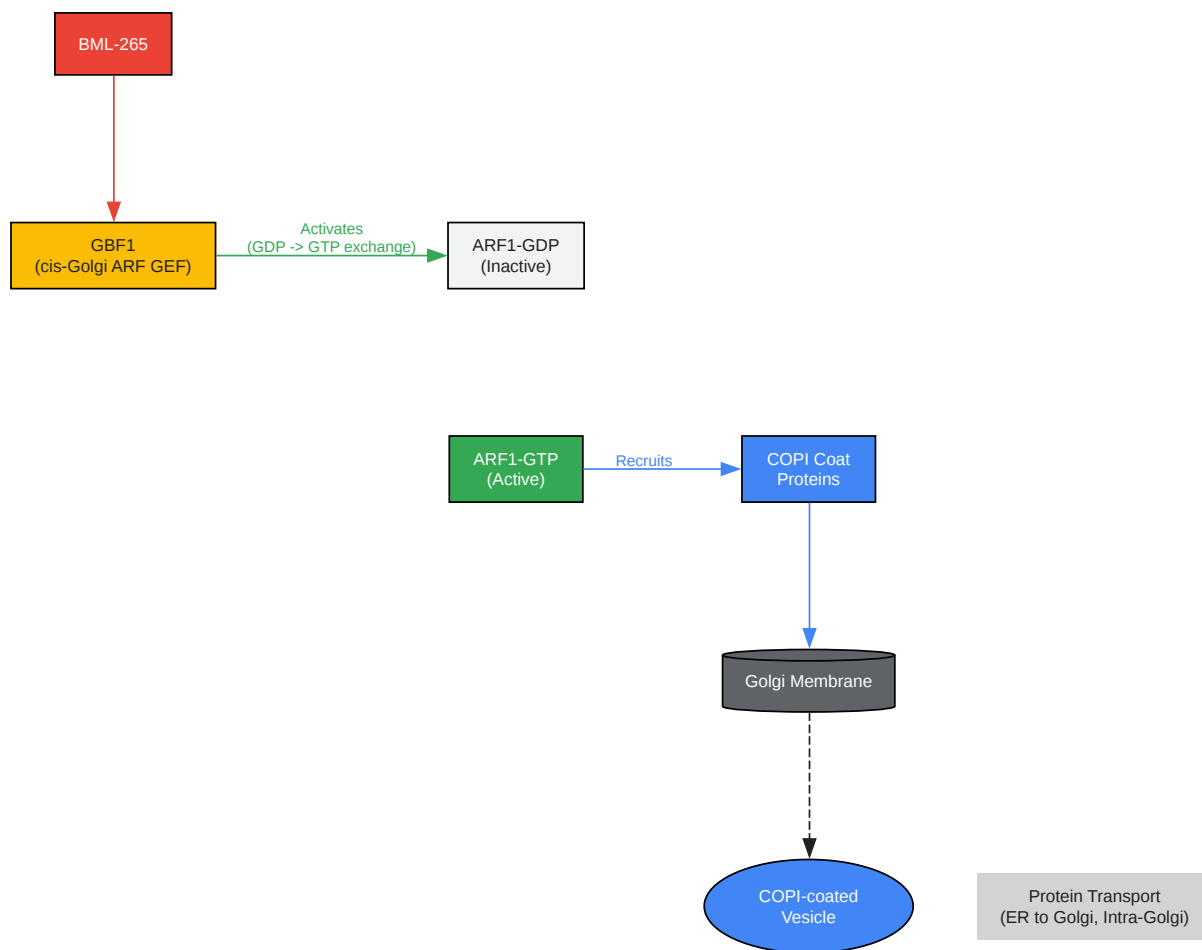 BML-265
GBF1
(cis-Golgi ARF GEF)
Activates
(GDP -> GTP exchange)
ARF1-GDP
(Inactive)
ARF1-GTP
(Active)
Recruits
COPI Coat
Proteins
Golgi Membrane
COPI-coated
Vesicle
Protein Transport
(ER to Golgi, Intra-Golgi)